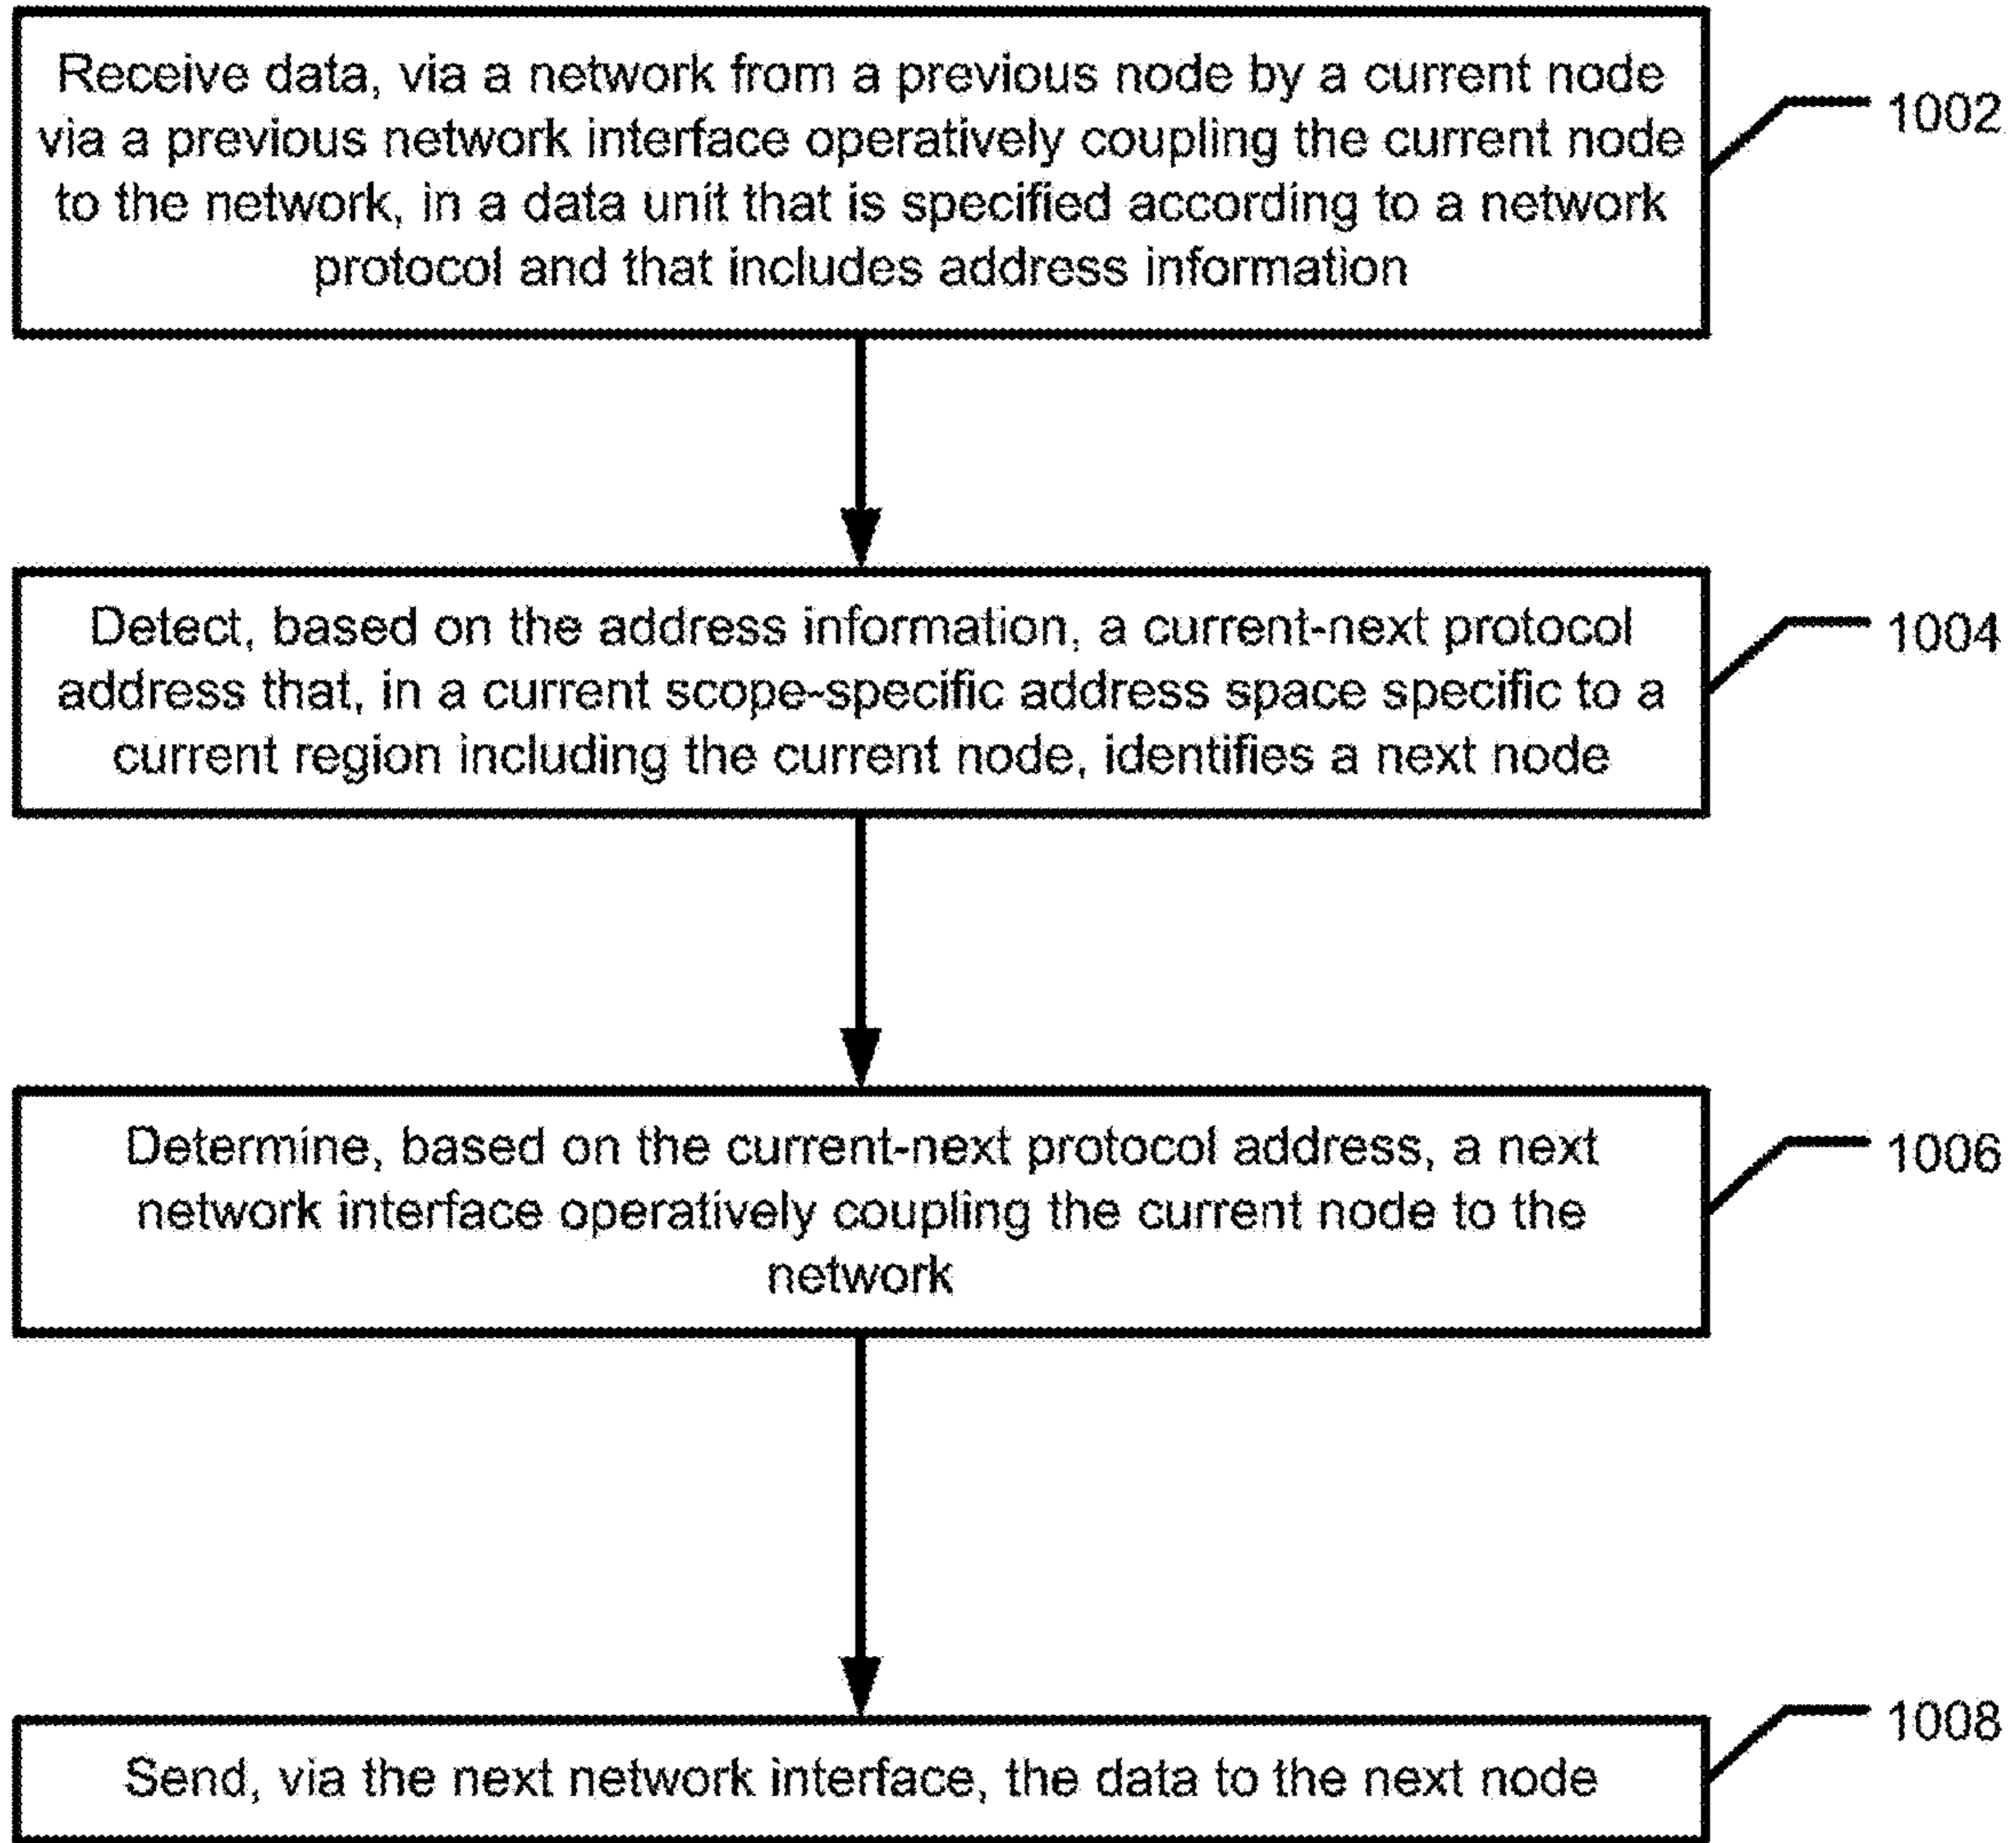 Receive data, via a network from a previous node by a current node
via a previous network interface operatively coupling the current node
to the network, in a data unit that is specified according to a network
protocol and that includes address information
1002
Detect, based on the address information, a current-next protocol
address that, in a current scope-specific address space specific to a
current region including the current node, identifies a next node
1004
Determine, based on the current-next protocol address, a next
network interface operatively coupling the current node to the
network
1006
Send, via the next network interface, the data to the next node
1008